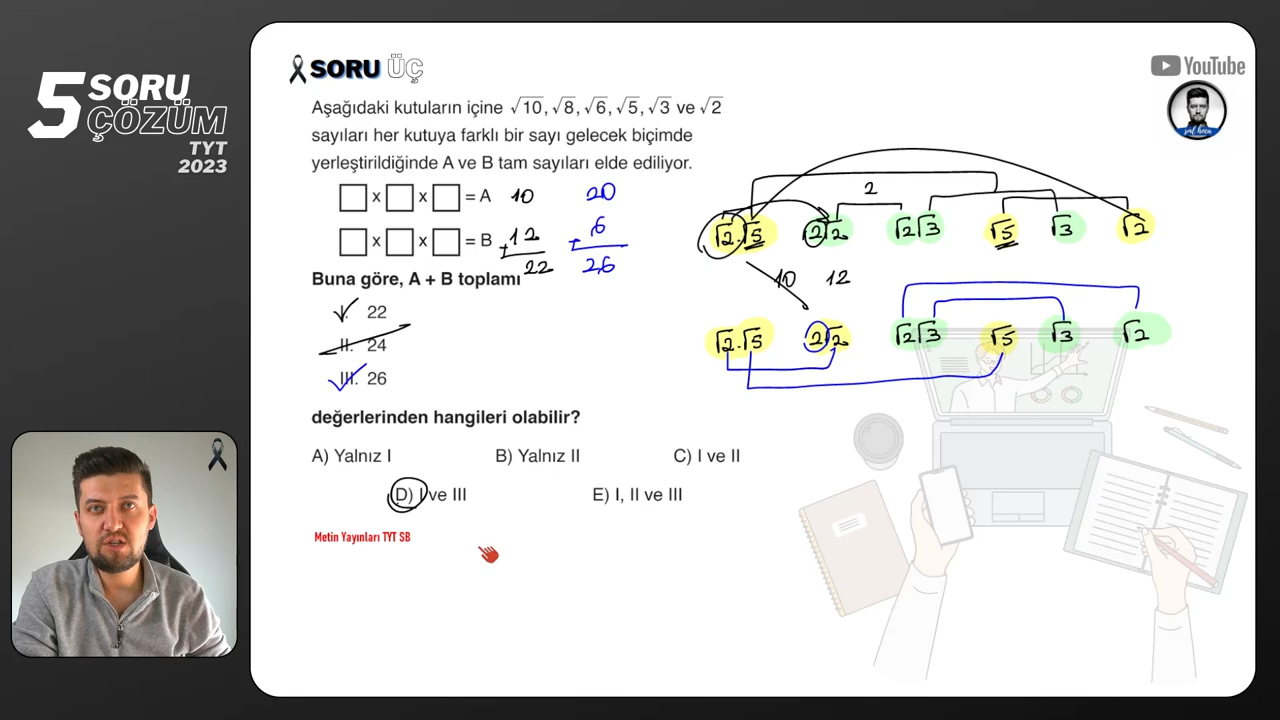 5 SORU
ÇÖZÜM
TYT
2023
SORU ÜÇ
YouTube
Aşağıdaki kutuların içine √10, √8, √6, √5, √3 ve √2
sayıları her kutuya farklı bir sayı gelecek biçimde
yerleştirildiğinde A ve B tam sayıları elde ediliyor.
x x = A 10 20
x x = B +12 +6
22 26
2
√2.√5 2√2 √2√3 √5 √3 √2
10 12
√2.√5 2√2 √2√3 √5 √3 √2
Buna göre, A + B toplamı
I. 22
II. 24
III. 26
değerlerinden hangileri olabilir?
A) Yalnız I B) Yalnız II C) I ve II
D) I ve III E) I, II ve III
Metin Yayınları TYT SB